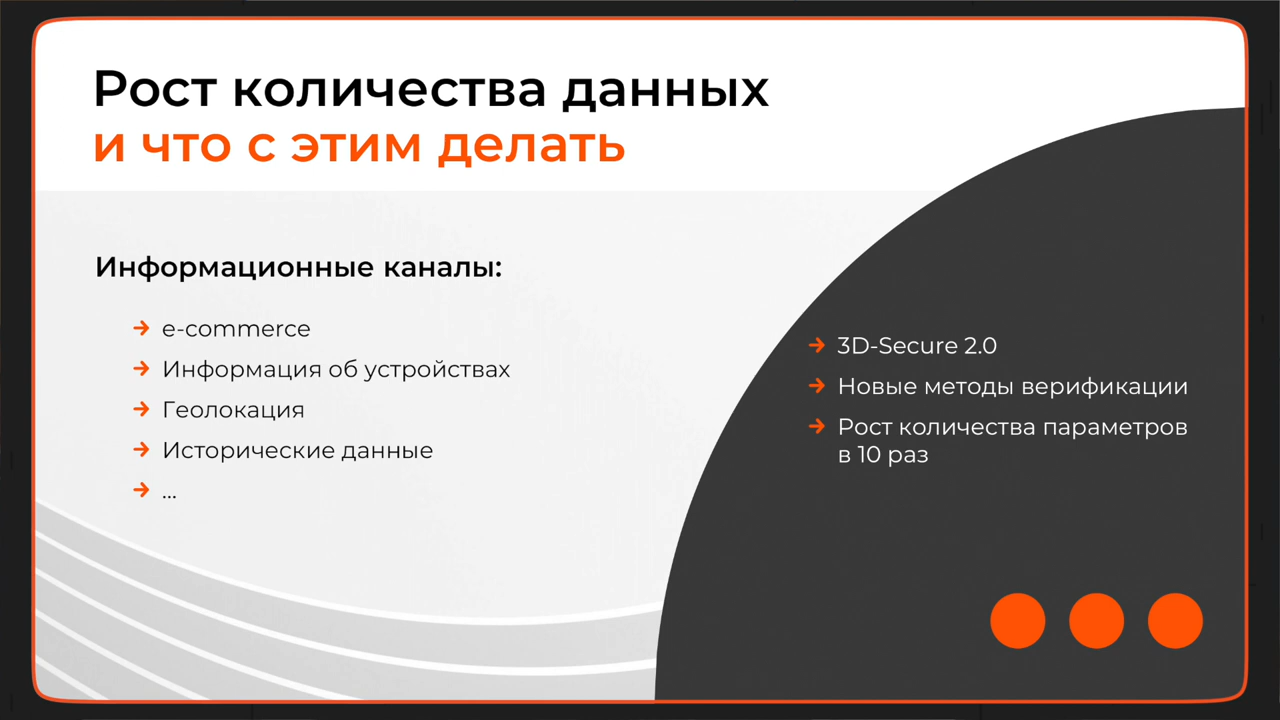 Рост количества данных
и что с этим делать
Информационные каналы:
e-commerce
Информация об устройствах
Геолокация
Исторические данные
...
3D-Secure 2.0
Новые методы верификации
Рост количества параметров
в 10 раз